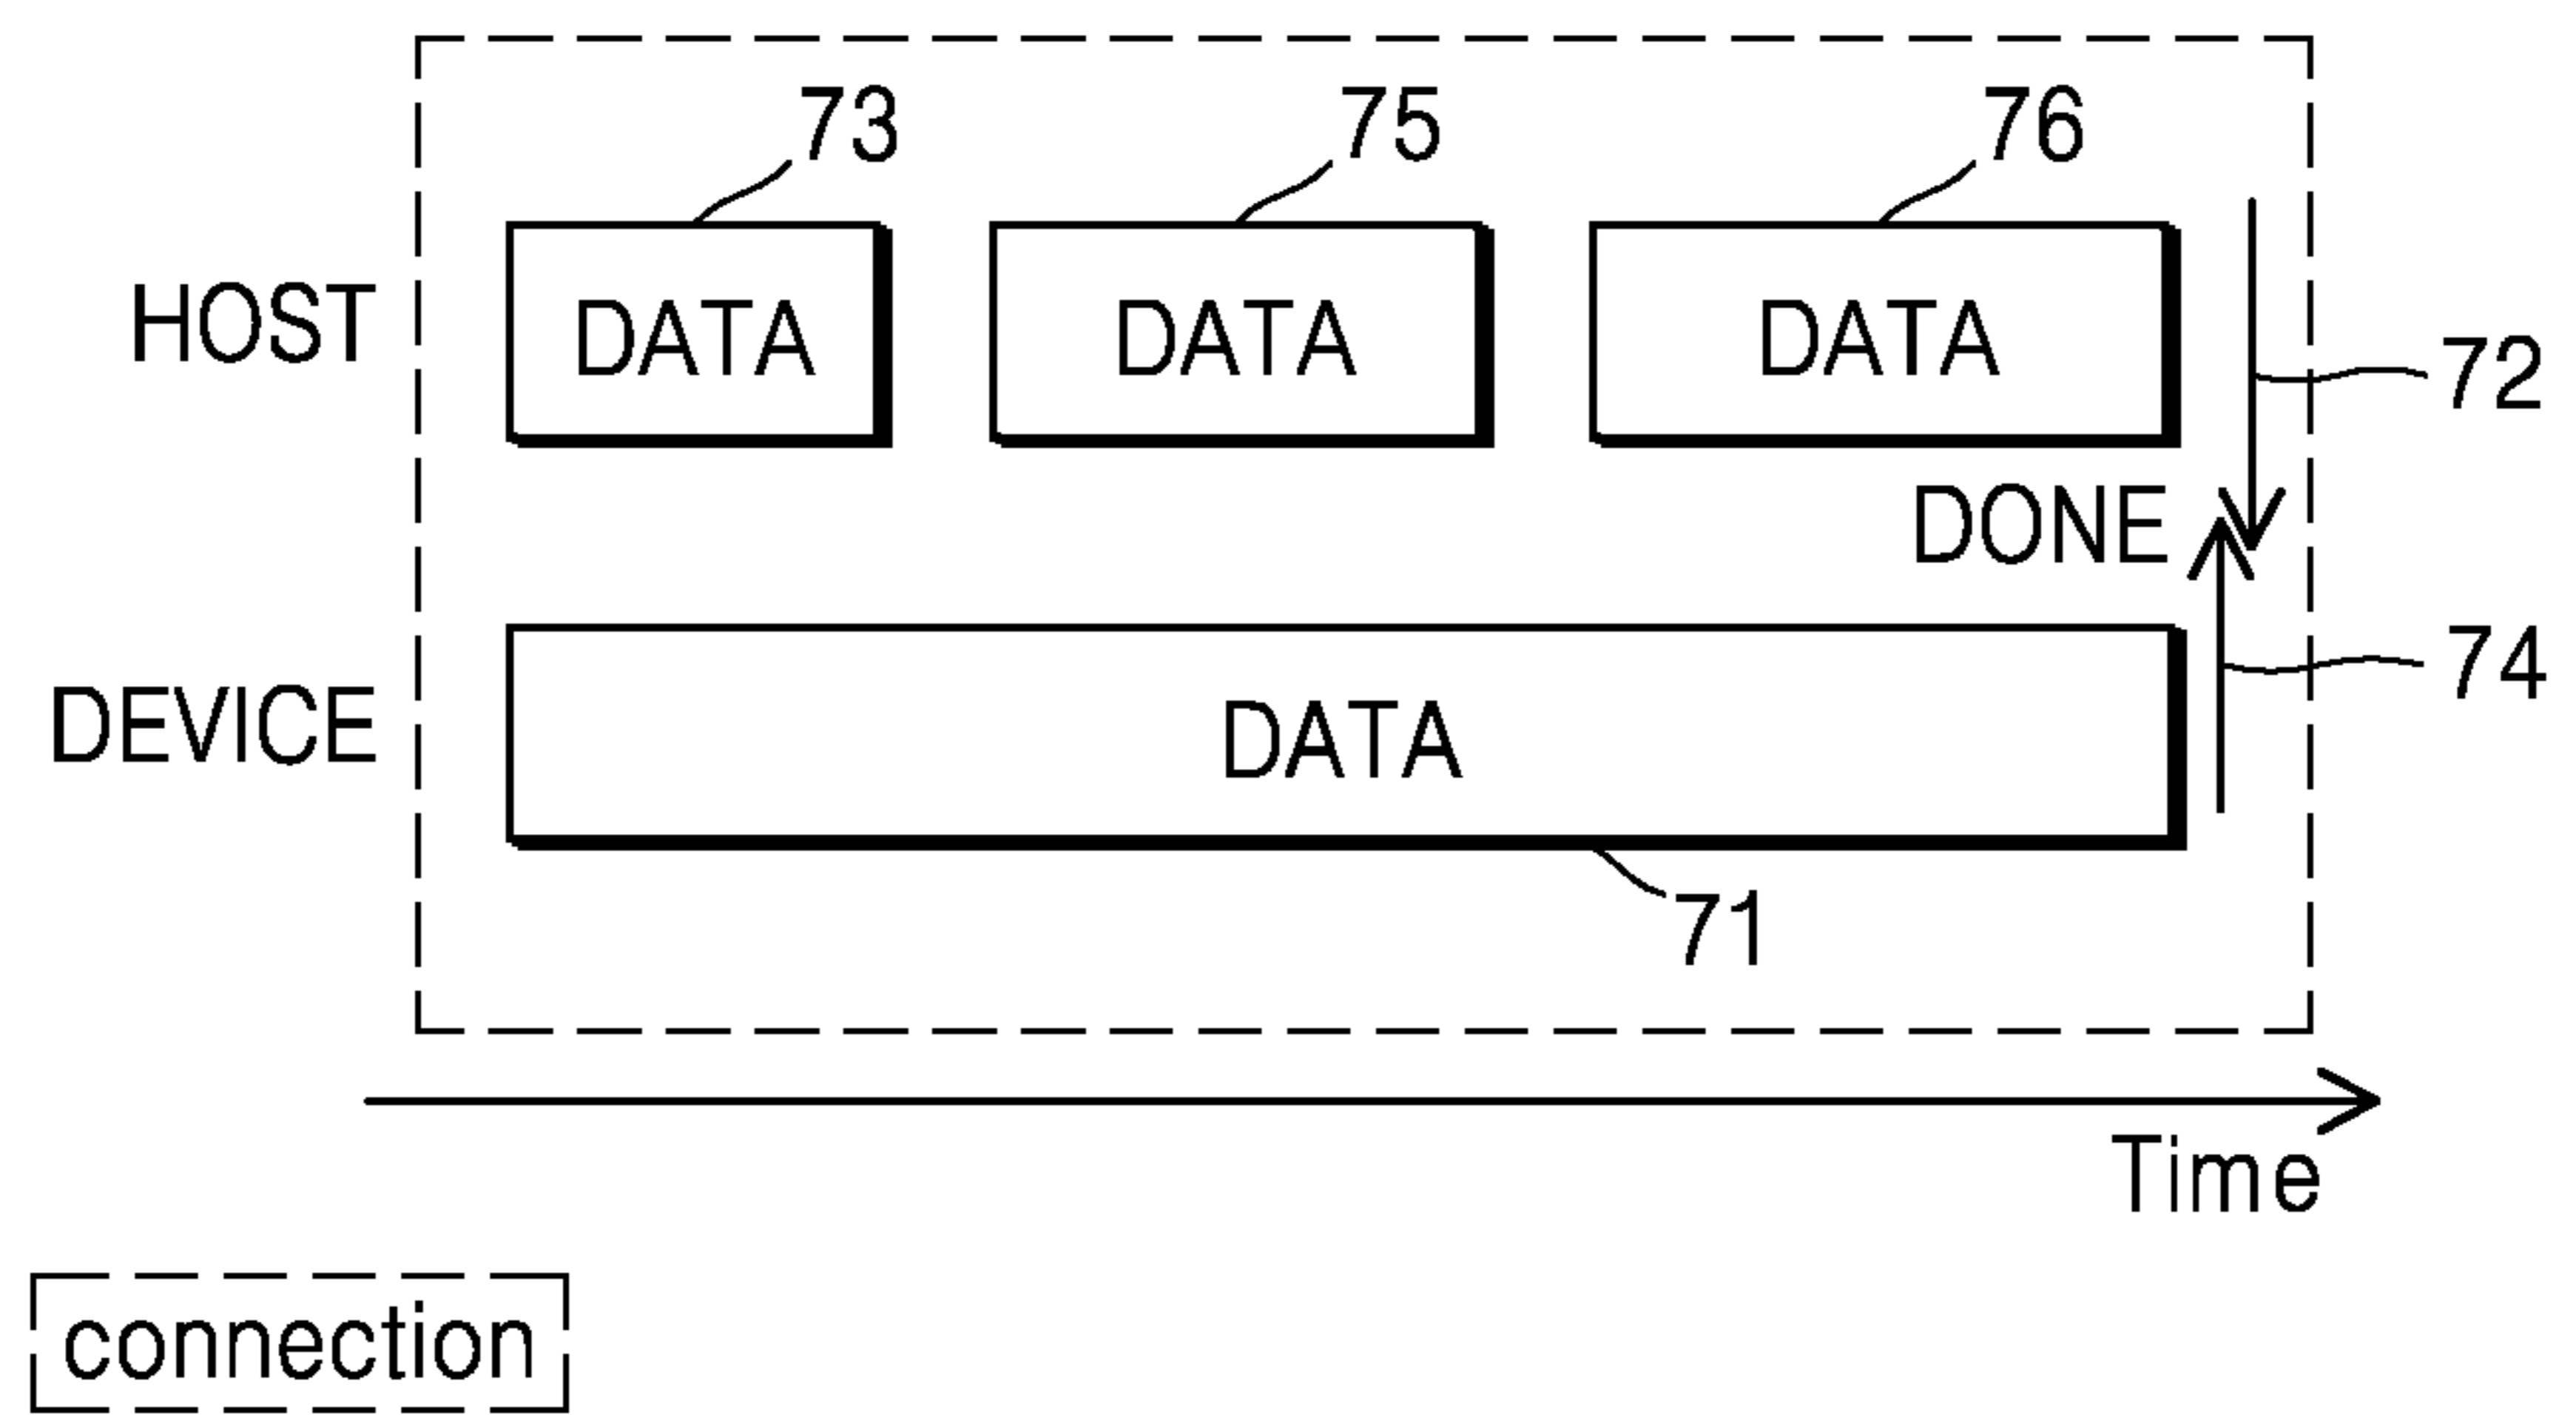 73 75 76
HOST DATA DATA DATA
72
DONE
DEVICE DATA 74
71
Time
connection